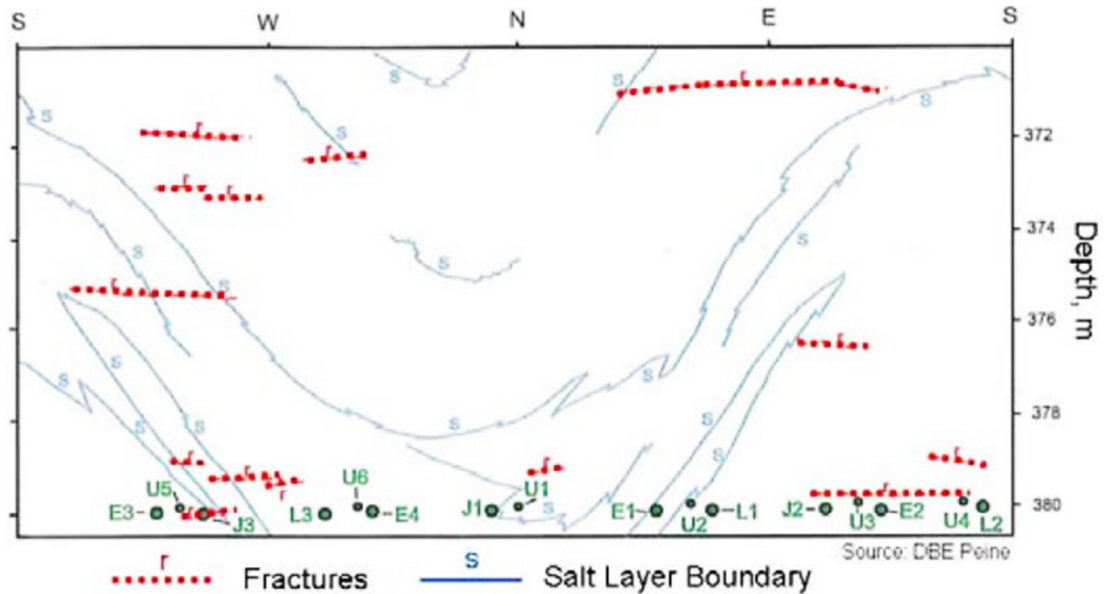 S W N E S
S
S
S
r
S
r
S
S
372
r
r
r
r
374
S
S
S
S
r
376
r
S
S
378
S
S
S
S
S
r
r
r
r
r
r
U5 U6 U1
E3 J3 L3 E4 J1 S E1 U2 L1 J2 U3 E2 U4 L2
380
Depth, m
Source: DBE Peine
r Fractures S Salt Layer Boundary